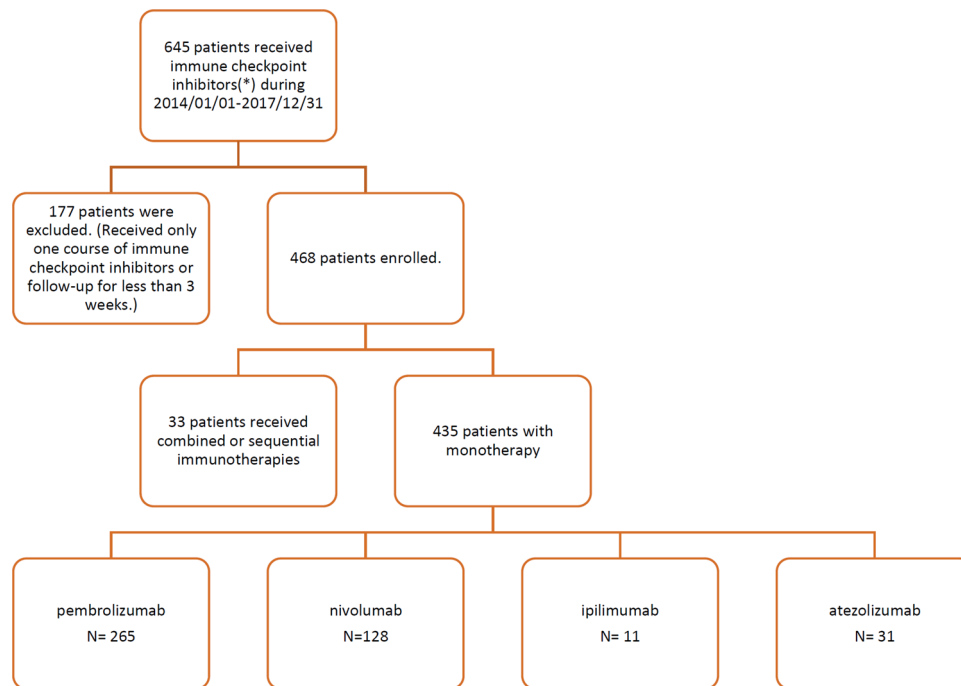 645 patients received
immune checkpoint
inhibitors(*) during
2014/01/01-2017/12/31
177 patients were
excluded. (Received only
one course of immune
checkpoint inhibitors or
follow-up for less than 3
weeks.)
468 patients enrolled.
33 patients received
combined or sequential
immunotherapies
435 patients with
monotherapy
pembrolizumab
N= 265
nivolumab
N=128
ipilimumab
N= 11
atezolizumab
N= 31